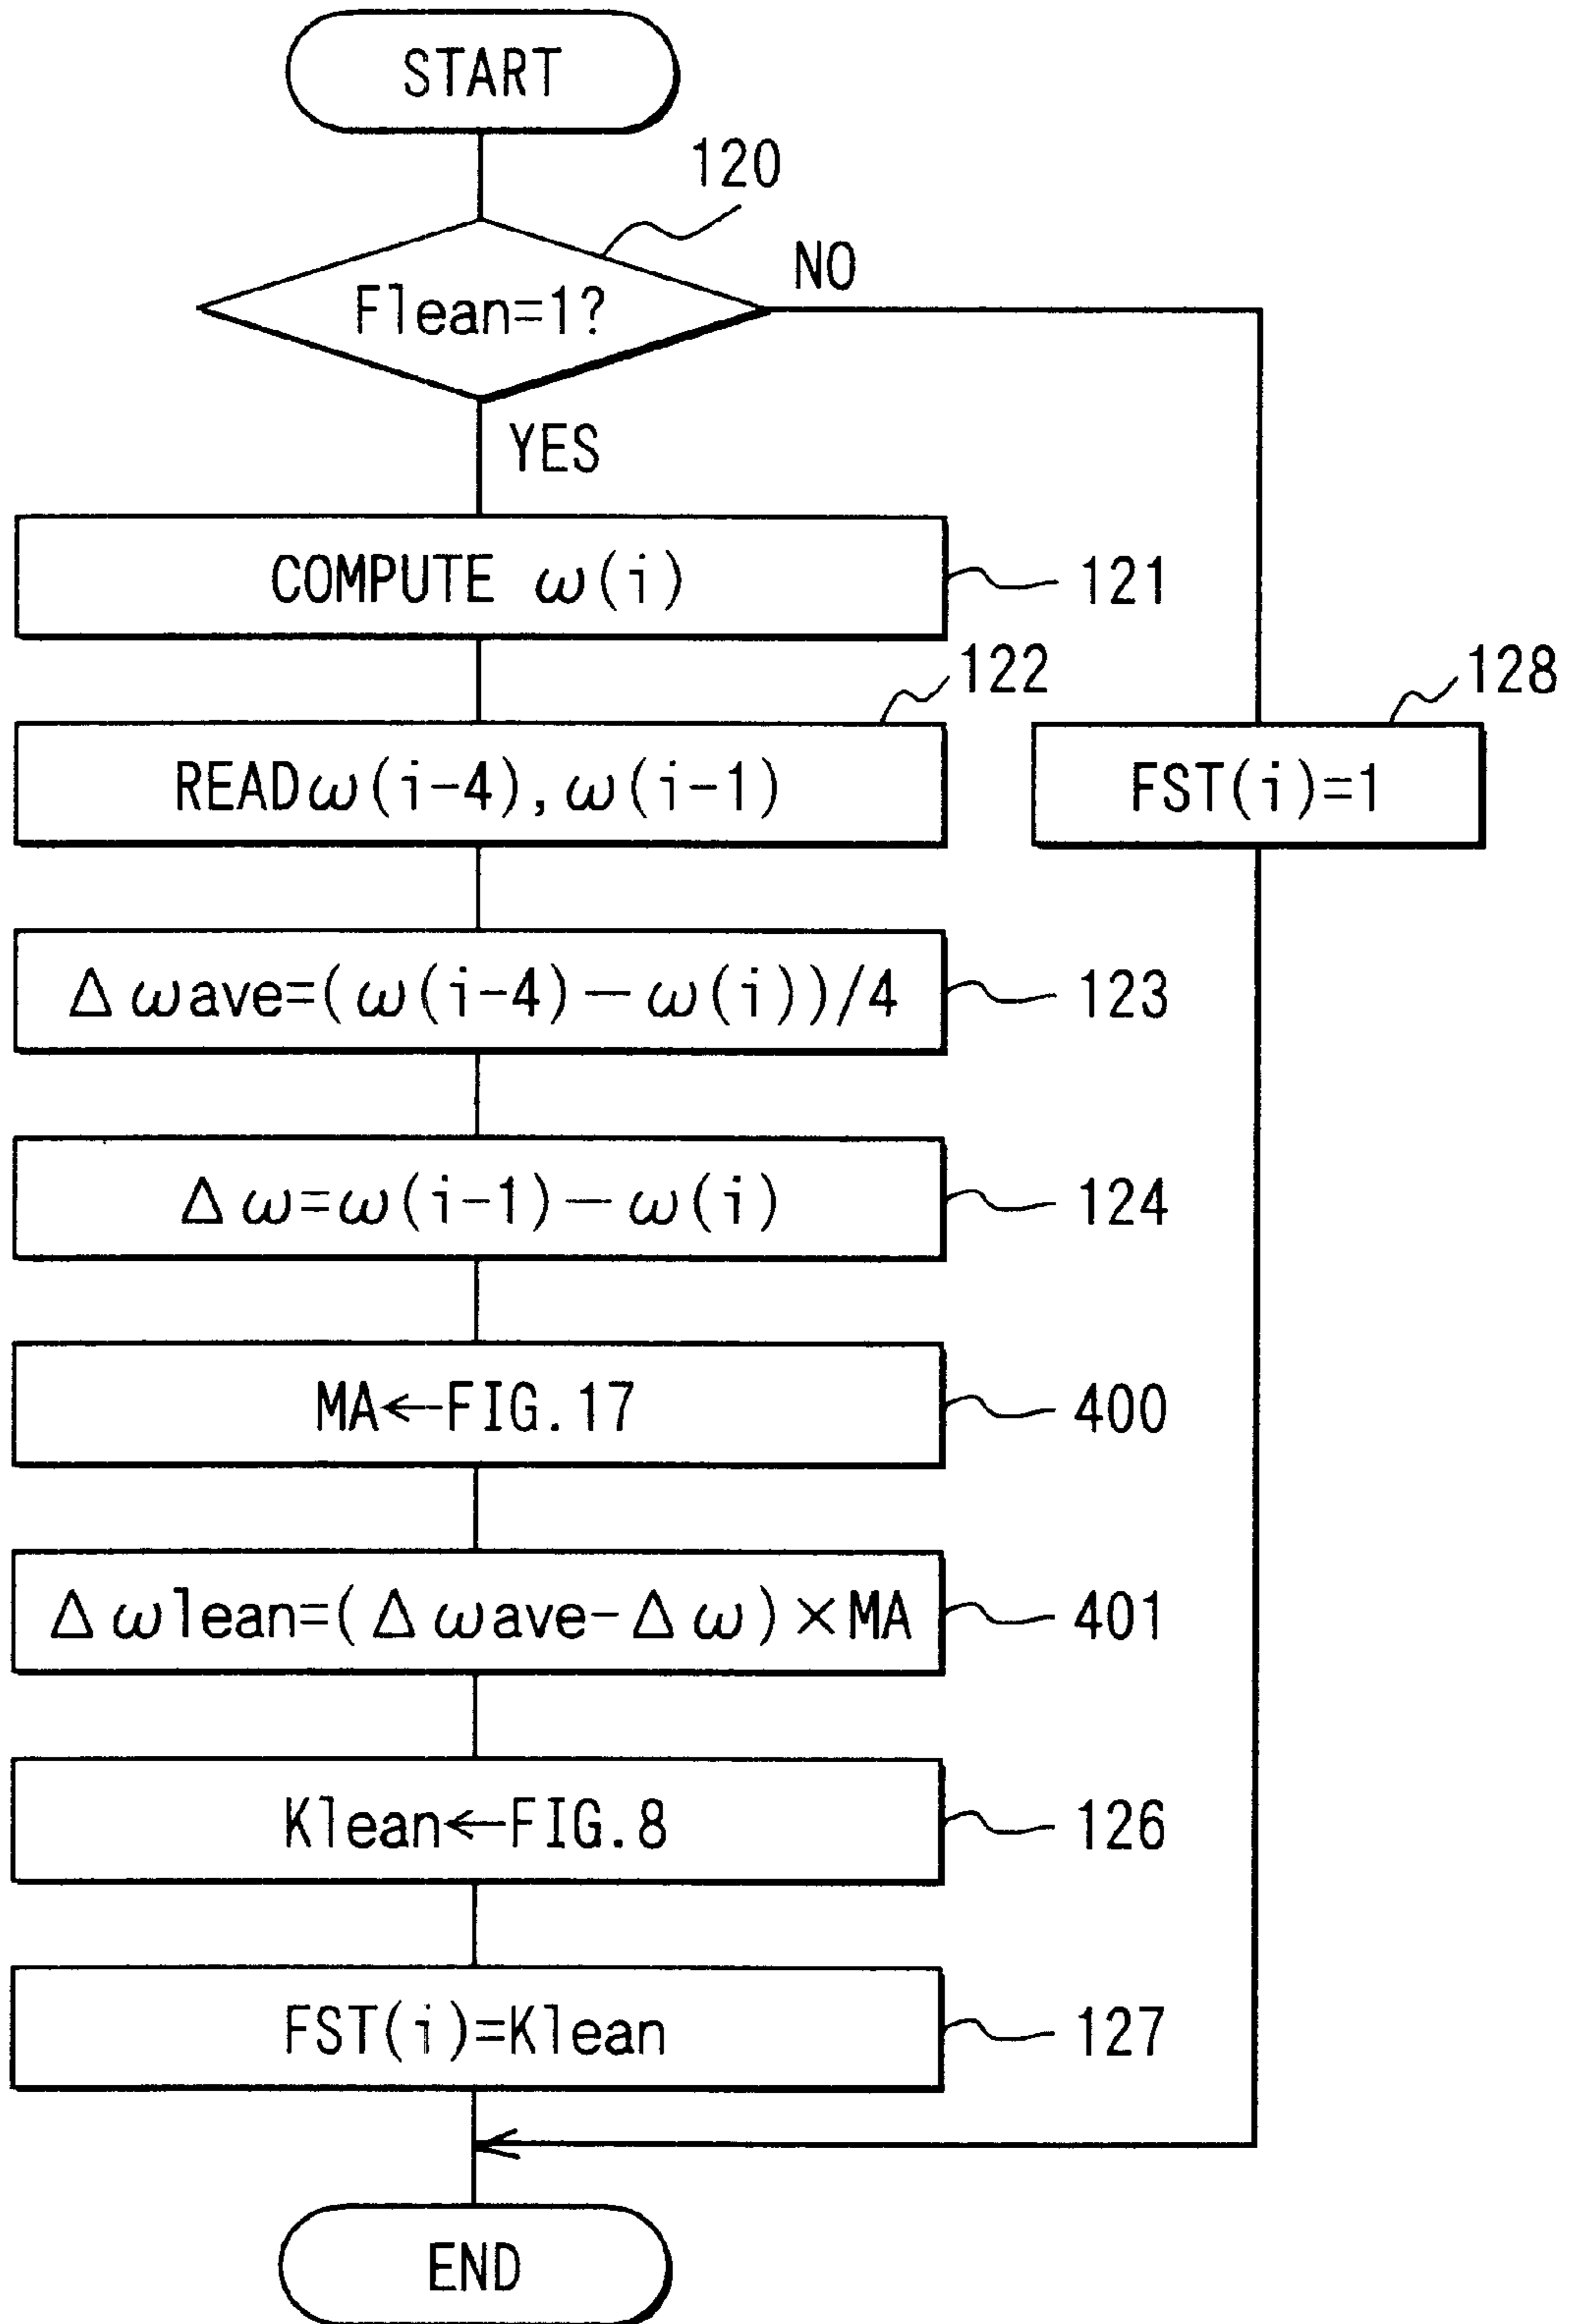 START
120
Flean=1?
NO
YES
COMPUTE ω(i)
121
122
READω(i-4),ω(i-1)
128
FST(i)=1
Δωave=(ω(i-4)-ω(i))/4
123
Δω=ω(i-1)-ω(i)
124
MA←FIG.17
400
Δωlean=(Δωave-Δω)×MA
401
Klean←FIG.8
126
FST(i)=Klean
127
END